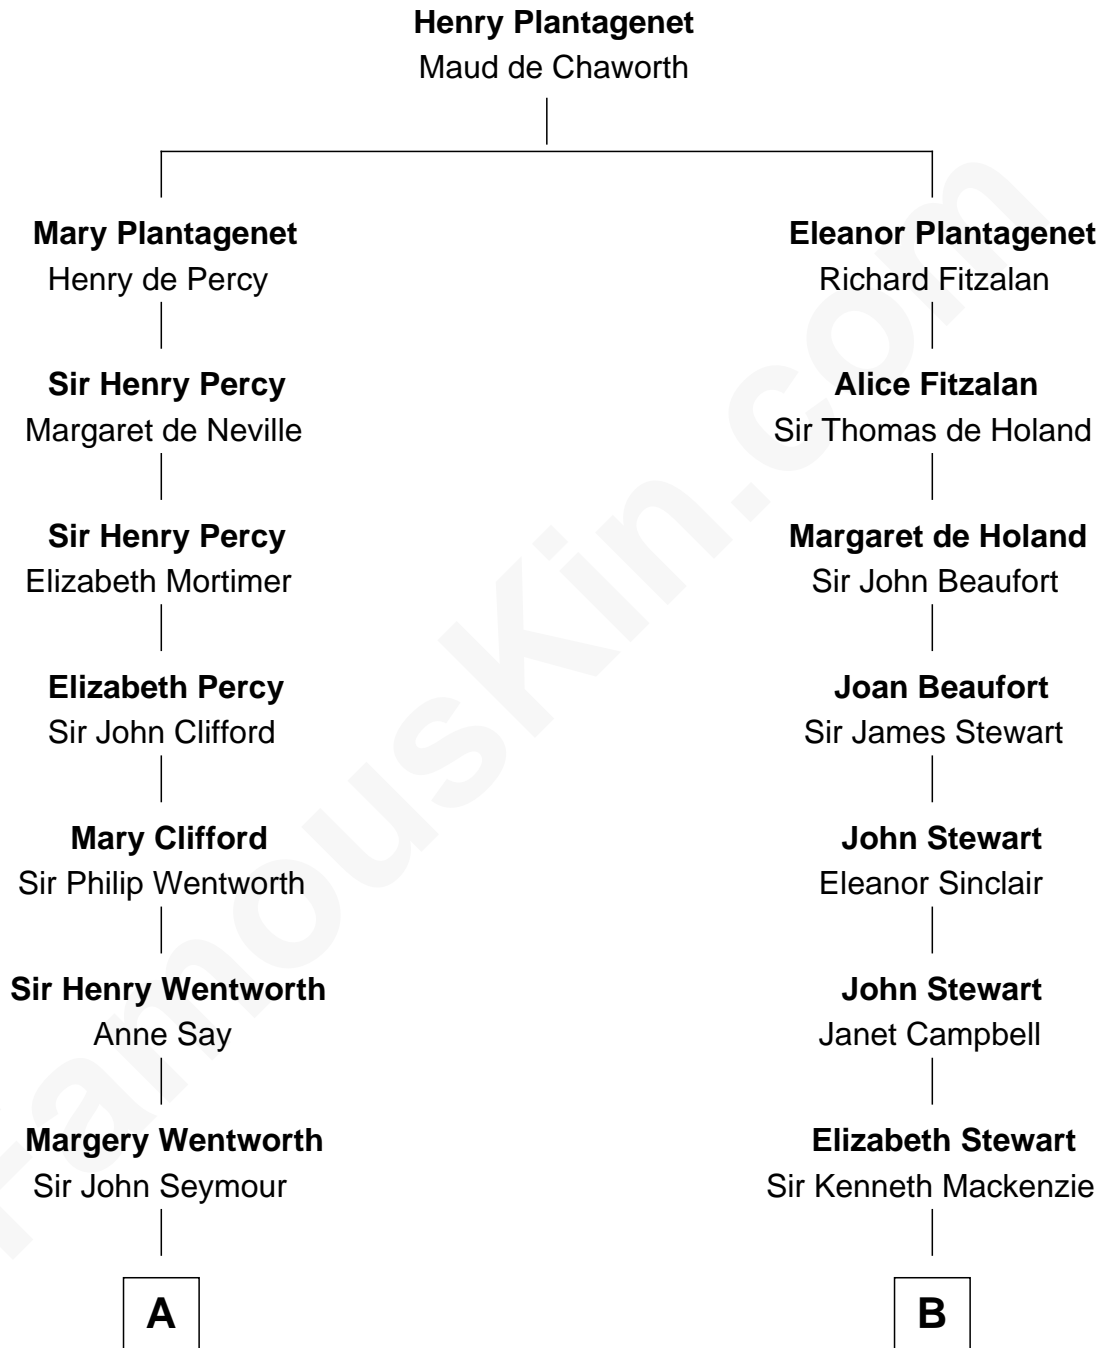 Henry Plantagenet
Maud de Chaworth
Mary Plantagenet
Henry de Percy
Eleanor Plantagenet
Richard Fitzalan
Sir Henry Percy
Margaret de Neville
Alice Fitzalan
Sir Thomas de Holand
Sir Henry Percy
Elizabeth Mortimer
Margaret de Holand
Sir John Beaufort
Elizabeth Percy
Sir John Clifford
Joan Beaufort
Sir James Stewart
Mary Clifford
Sir Philip Wentworth
John Stewart
Eleanor Sinclair
Sir Henry Wentworth
Anne Say
John Stewart
Janet Campbell
Margery Wentworth
Sir John Seymour
Elizabeth Stewart
Sir Kenneth Mackenzie
A
B
FamousKin.com